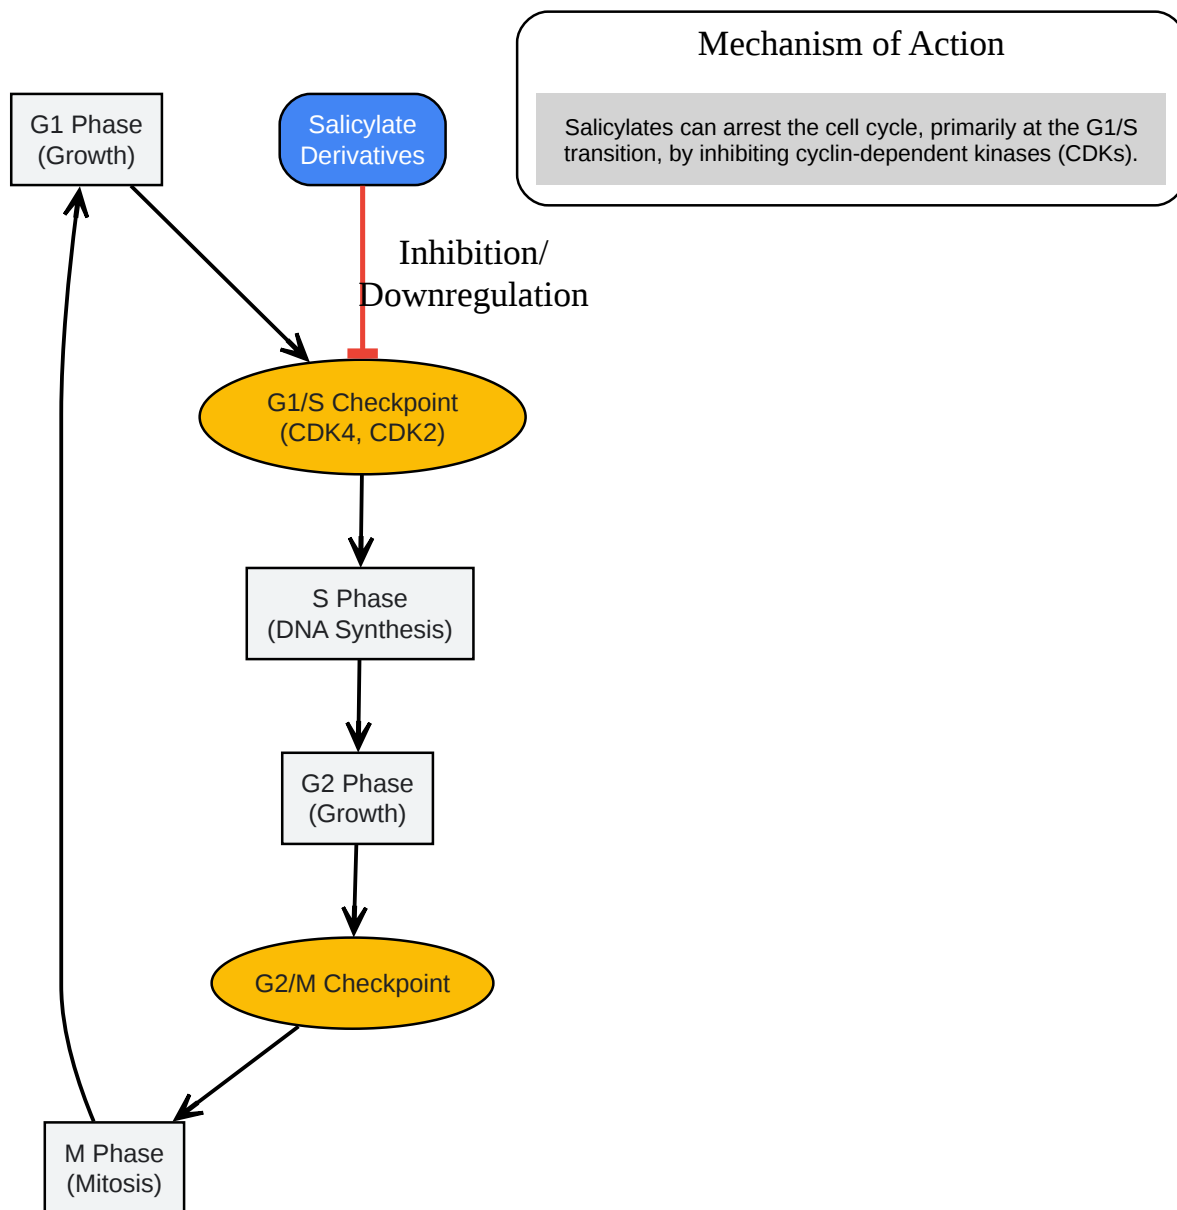 Mechanism of Action
G1 Phase
(Growth)
Salicylate
Derivatives
Salicylates can arrest the cell cycle, primarily at the G1/S
transition, by inhibiting cyclin-dependent kinases (CDKs).
Inhibition/
Downregulation
G1/S Checkpoint
(CDK4, CDK2)
S Phase
(DNA Synthesis)
G2 Phase
(Growth)
G2/M Checkpoint
M Phase
(Mitosis)